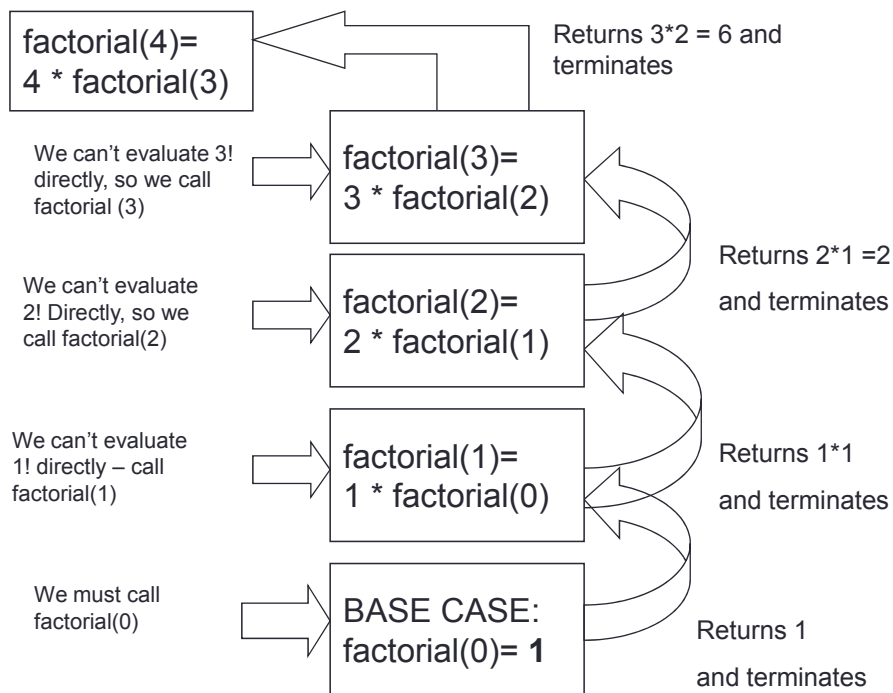 factorial(4)=
4 * factorial(3)
Returns 3*2 = 6 and
terminates
We can’t evaluate 3!
directly, so we call
factorial (3)
factorial(3)=
3 * factorial(2)
Returns 2*1 =2
and terminates
We can’t evaluate
2! Directly, so we
call factorial(2)
factorial(2)=
2 * factorial(1)
We can’t evaluate
1! directly – call
factorial(1)
factorial(1)=
1 * factorial(0)
Returns 1*1
and terminates
We must call
factorial(0)
BASE CASE:
factorial(0)= 1
Returns 1
and terminates